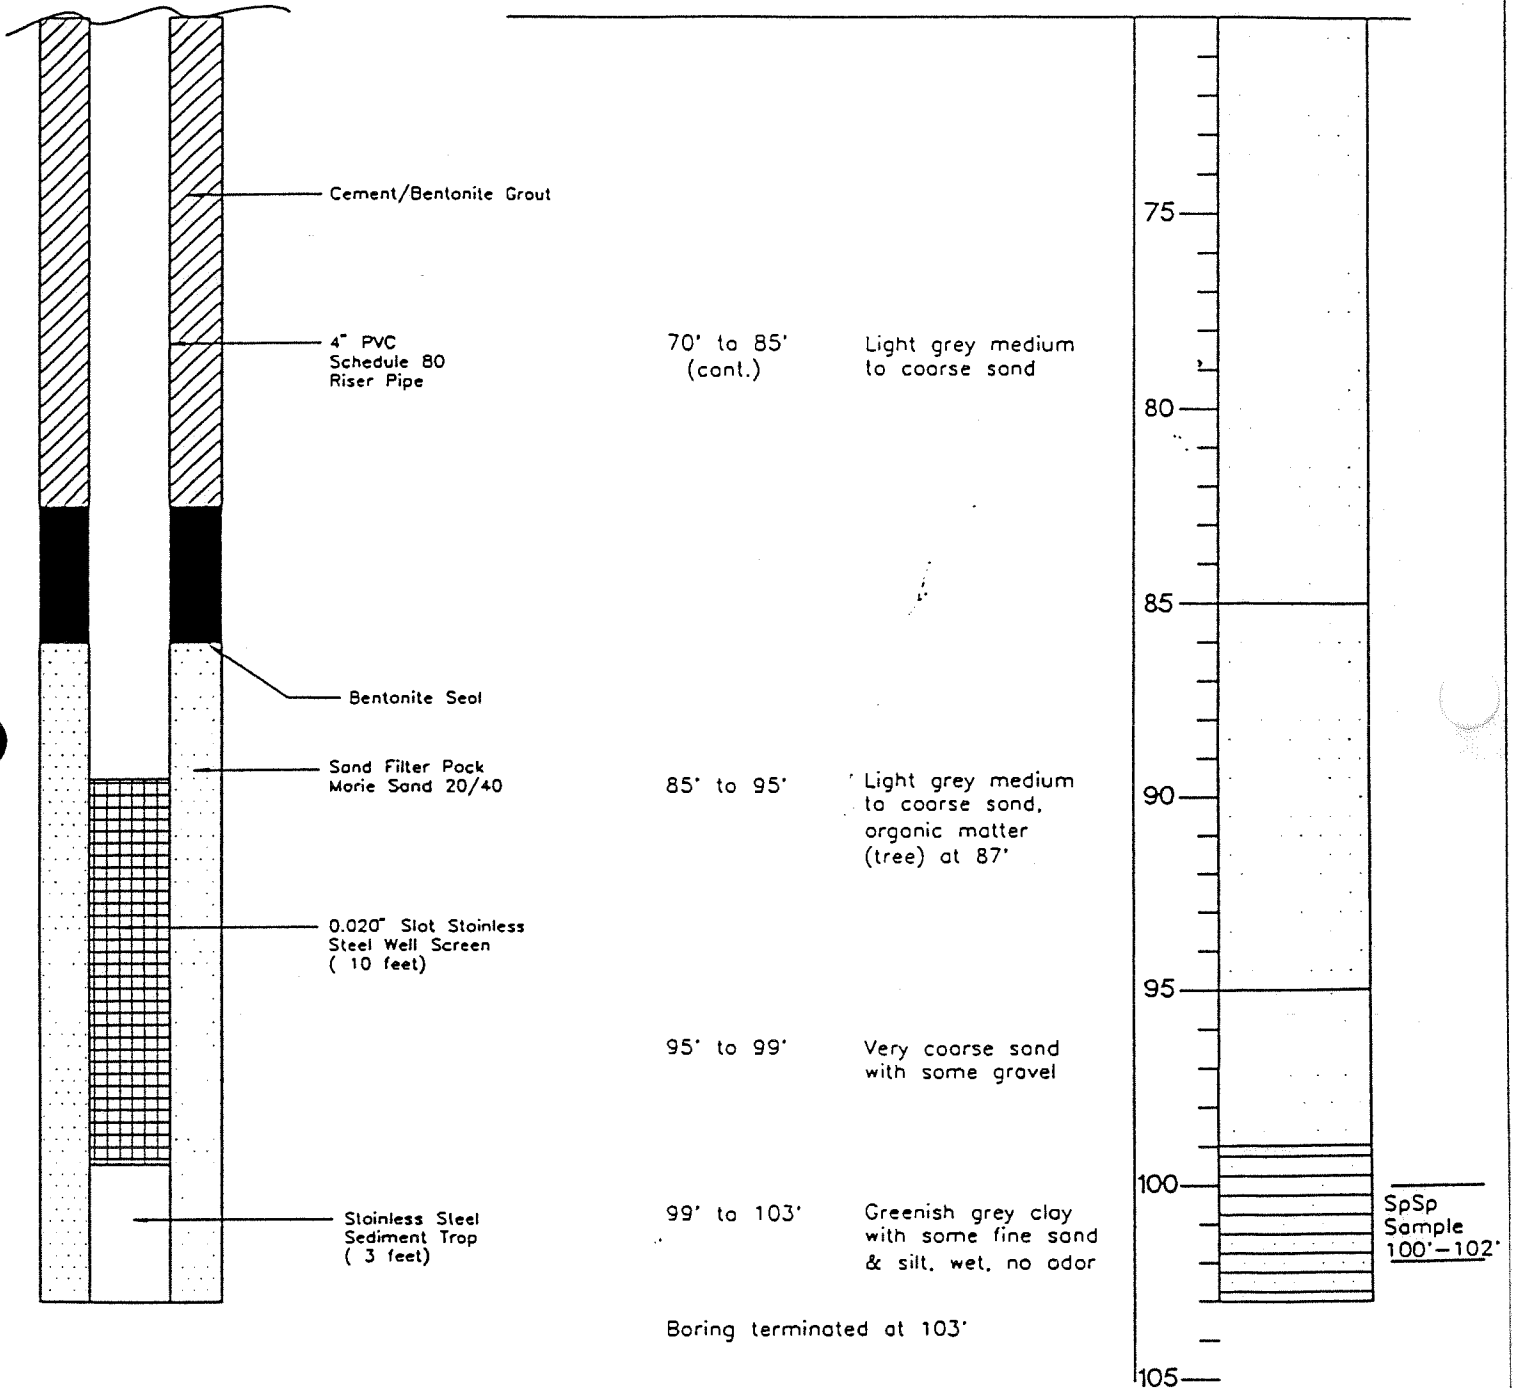 Cement/Bentonite Grout
4" PVC
Schedule 80
Riser Pipe
Bentonite Seal
Sand Filter Pack
Morie Sand 20/40
0.020" Slot Stainless
Steel Well Screen
( 10 feet)
Stainless Steel
Sediment Trap
( 3 feet)
70' to 85'
(cont.)
Light grey medium
to coarse sand
85' to 95'
Light grey medium
to coarse sand,
organic matter
(tree) at 87'
95' to 99'
Very coarse sand
with some gravel
99' to 103'
Greenish grey clay
with some fine sand
& silt, wet, no odor
Boring terminated at 103'
75
80
85
90
95
100
105
SpSp
Sample
100'-102'